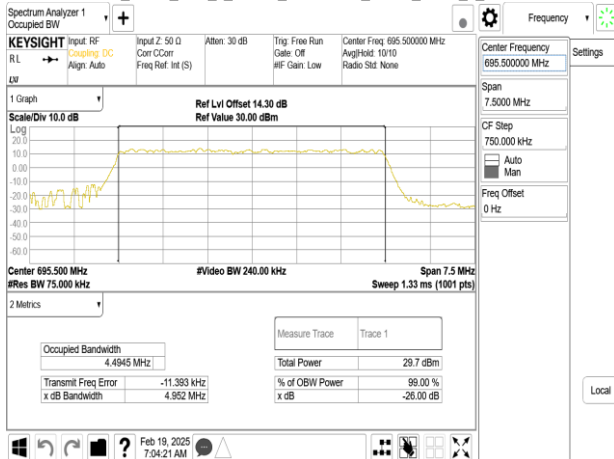 Spectrum Analyzer 1
Occupied BW
Frequency
KEYSIGHT
Input: RF
Input Z: 50 Ω
Atten: 30 dB
Trig: Free Run
Center Freq: 695.500000 MHz
RL
Coupling: DC
Corr CCorr
Gate: Off
Avg|Hold: 10/10
Align: Auto
Freq Ref: Int (S)
#IF Gain: Low
Radio Std: None
LXI
Center Frequency
695.500000 MHz
Settings
Span
7.5000 MHz
CF Step
750.000 kHz
Auto
Man
Freq Offset
0 Hz
Local
1 Graph
Scale/Div 10.0 dB
Ref Lvl Offset 14.30 dB
Ref Value 30.00 dBm
Log
20.0
10.0
0.00
-10.0
-20.0
-30.0
-40.0
-50.0
-60.0
Center 695.500 MHz
#Video BW 240.00 kHz
Span 7.5 MHz
#Res BW 75.000 kHz
Sweep 1.33 ms (1001 pts)
2 Metrics
Measure Trace
Trace 1
Occupied Bandwidth
4.4945 MHz
Total Power
29.7 dBm
Transmit Freq Error
-11.393 kHz
% of OBW Power
99.00 %
x dB Bandwidth
4.952 MHz
x dB
-26.00 dB
?
Feb 19, 2025
7:04:21 AM